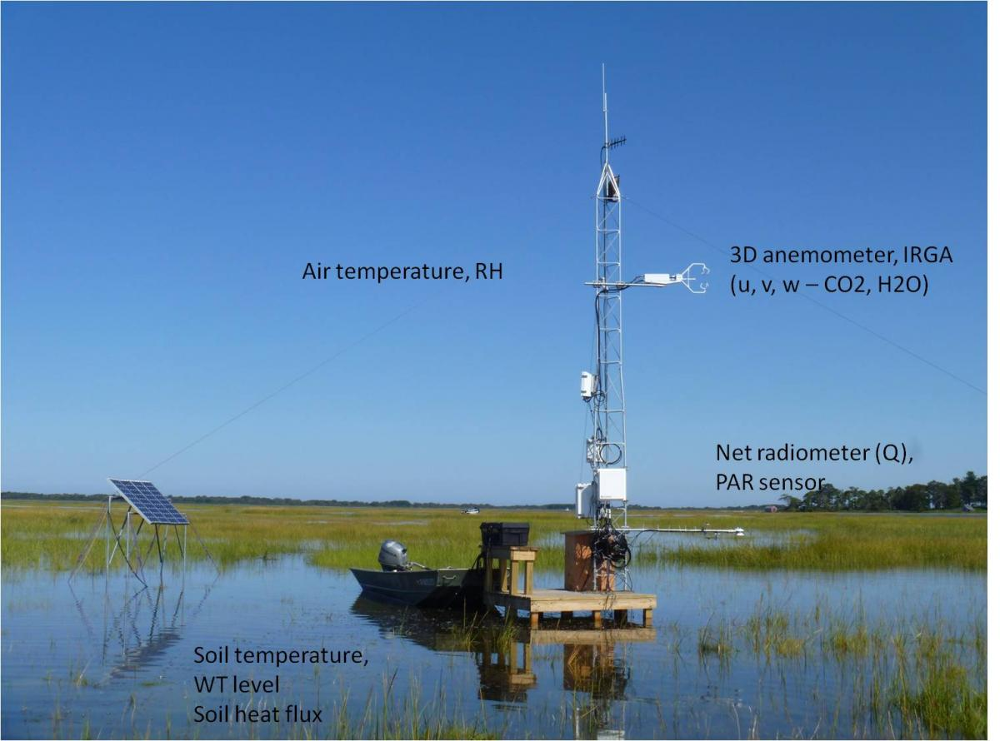 3D anemometer, IRGA
(u, v, w – CO2, H2O)
Air temperature, RH
Net radiometer (Q),
PAR sensor
Soil temperature,
WT level
Soil heat flux